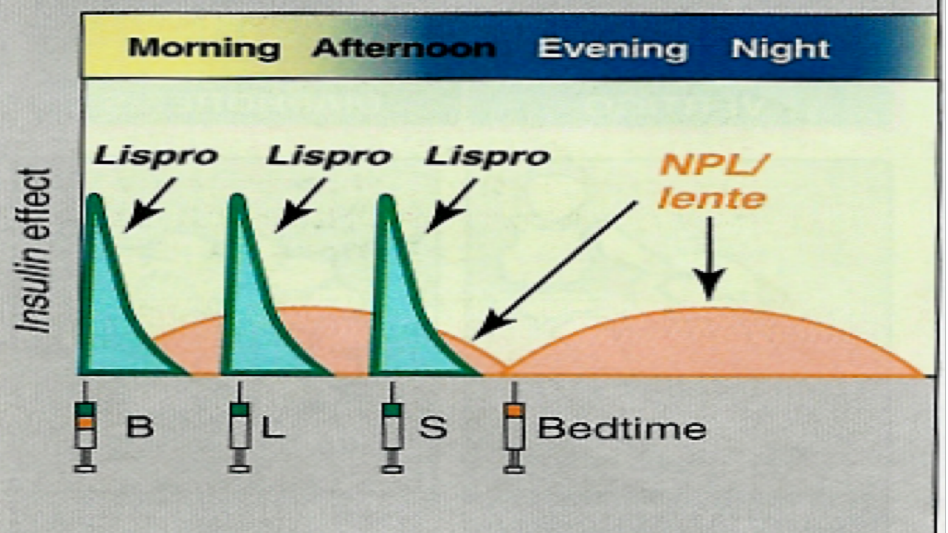 Morning Afternoon Evening Night
Lispro Lispro Lispro NPL/
lente
Insulin effect
B L S Bedtime